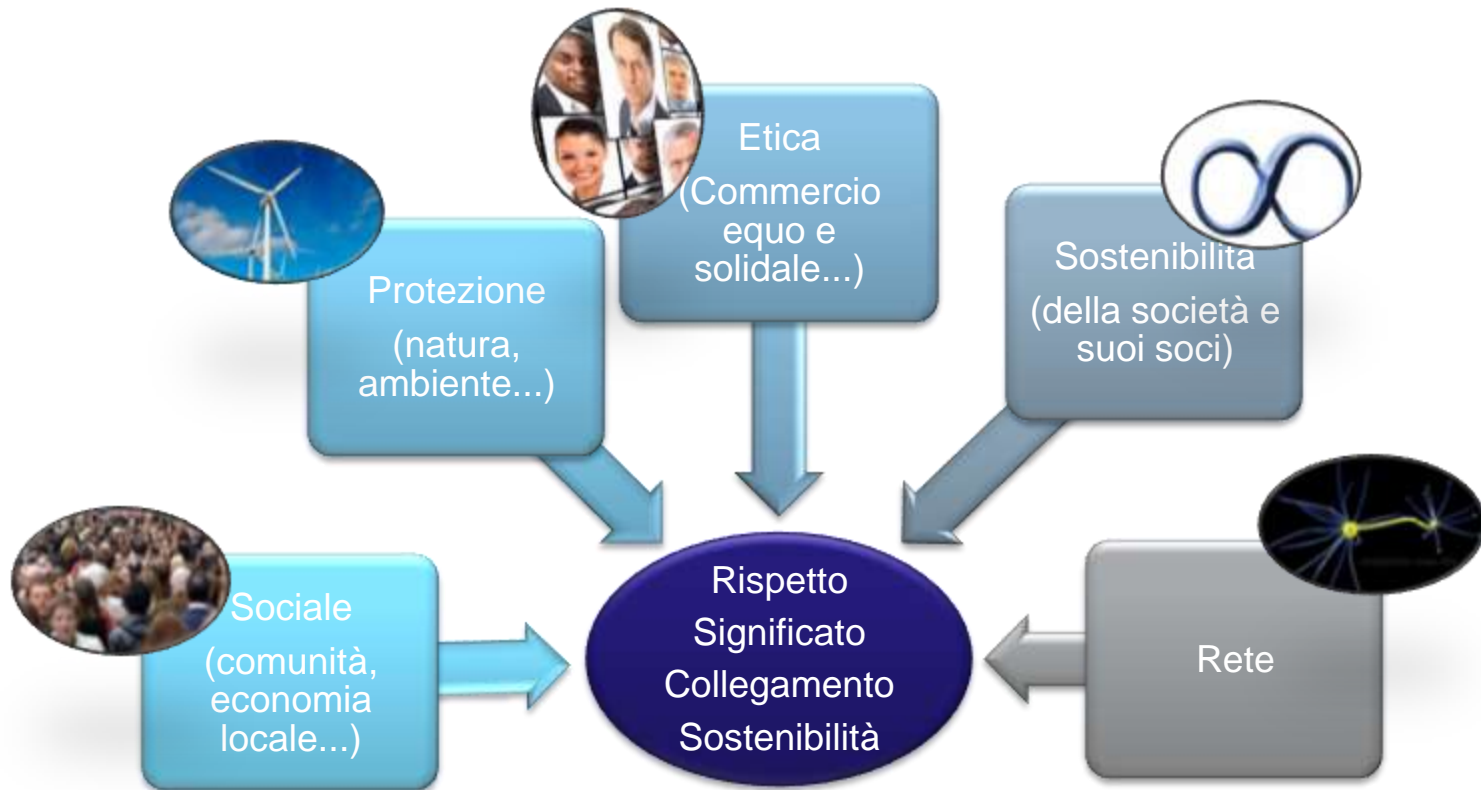 Etica
(Commercio
equo e
solidale...)
Protezione
(natura,
ambiente...)
Sostenibilità
(della società e
suoi soci)
Sociale
(comunità,
economia
locale...)
Rispetto
Significato
Collegamento
Sostenibilità
Rete